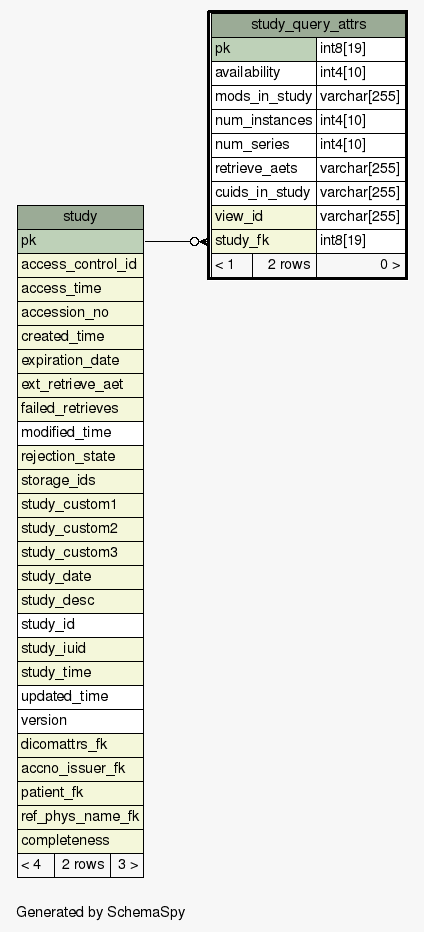 study_query_attrs
pk int8[19]
availability int4[10]
mods_in_study varchar[255]
num_instances int4[10]
num_series int4[10]
retrieve_aets varchar[255]
cuids_in_study varchar[255]
view_id varchar[255]
study_fk int8[19]
< 1 2 rows 0 >
study
pk
access_control_id
access_time
accession_no
created_time
expiration_date
ext_retrieve_aet
failed_retrieves
modified_time
rejection_state
storage_ids
study_custom1
study_custom2
study_custom3
study_date
study_desc
study_id
study_iuid
study_time
updated_time
version
dicomattrs_fk
accno_issuer_fk
patient_fk
ref_phys_name_fk
completeness
< 4 2 rows 3 >
Generated by SchemaSpy